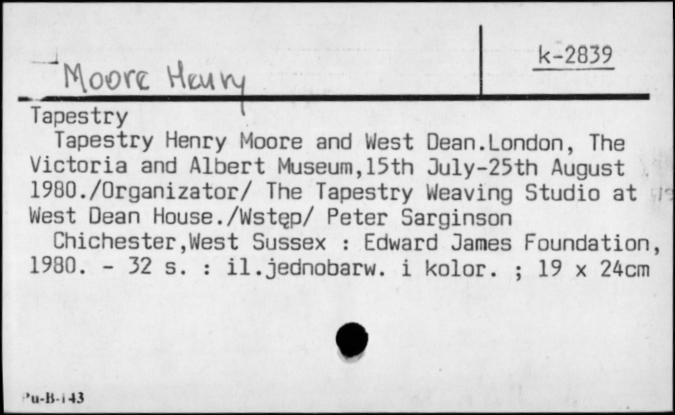 k-2839
Moore Henry
Tapestry
Tapestry Henry Moore and West Dean.London, The
Victoria and Albert Museum,15th July-25th August
1980./Organizator/ The Tapestry Weaving Studio at
West Dean House./Wstęp/ Peter Sarginson
Chichester,West Sussex : Edward James Foundation,
1980. - 32 s. : il.jednobarw. i kolor. ; 19 x 24cm
Pu-B-143